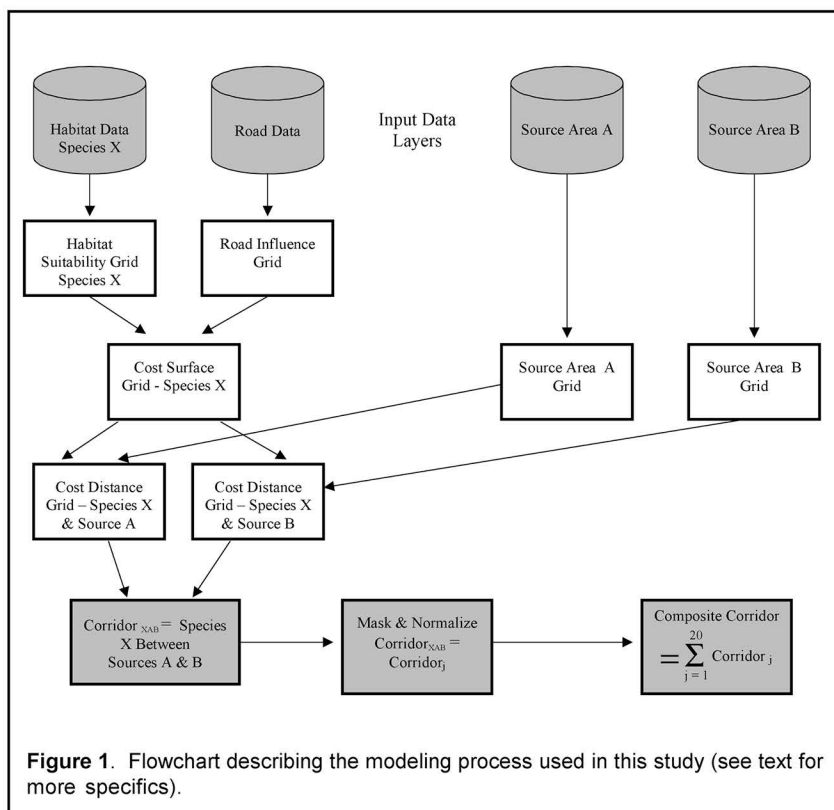 Habitat Data
Species X
Road Data
Input Data
Layers
Source Area A
Source Area B
Habitat
Suitability Grid
Species X
Road Influence
Grid
Cost Surface
Grid - Species X
Source Area A
Grid
Source Area B
Grid
Cost Distance
Grid – Species X
& Source A
Cost Distance
Grid – Species X
& Source B
Corridor XAB = Species
X Between
Sources A & B
Mask & Normalize
CorridorXAB =
Corridorj
Composite Corridor
20
= ∑ Corridor j
j = 1
Figure 1. Flowchart describing the modeling process used in this study (see text for
more specifics).